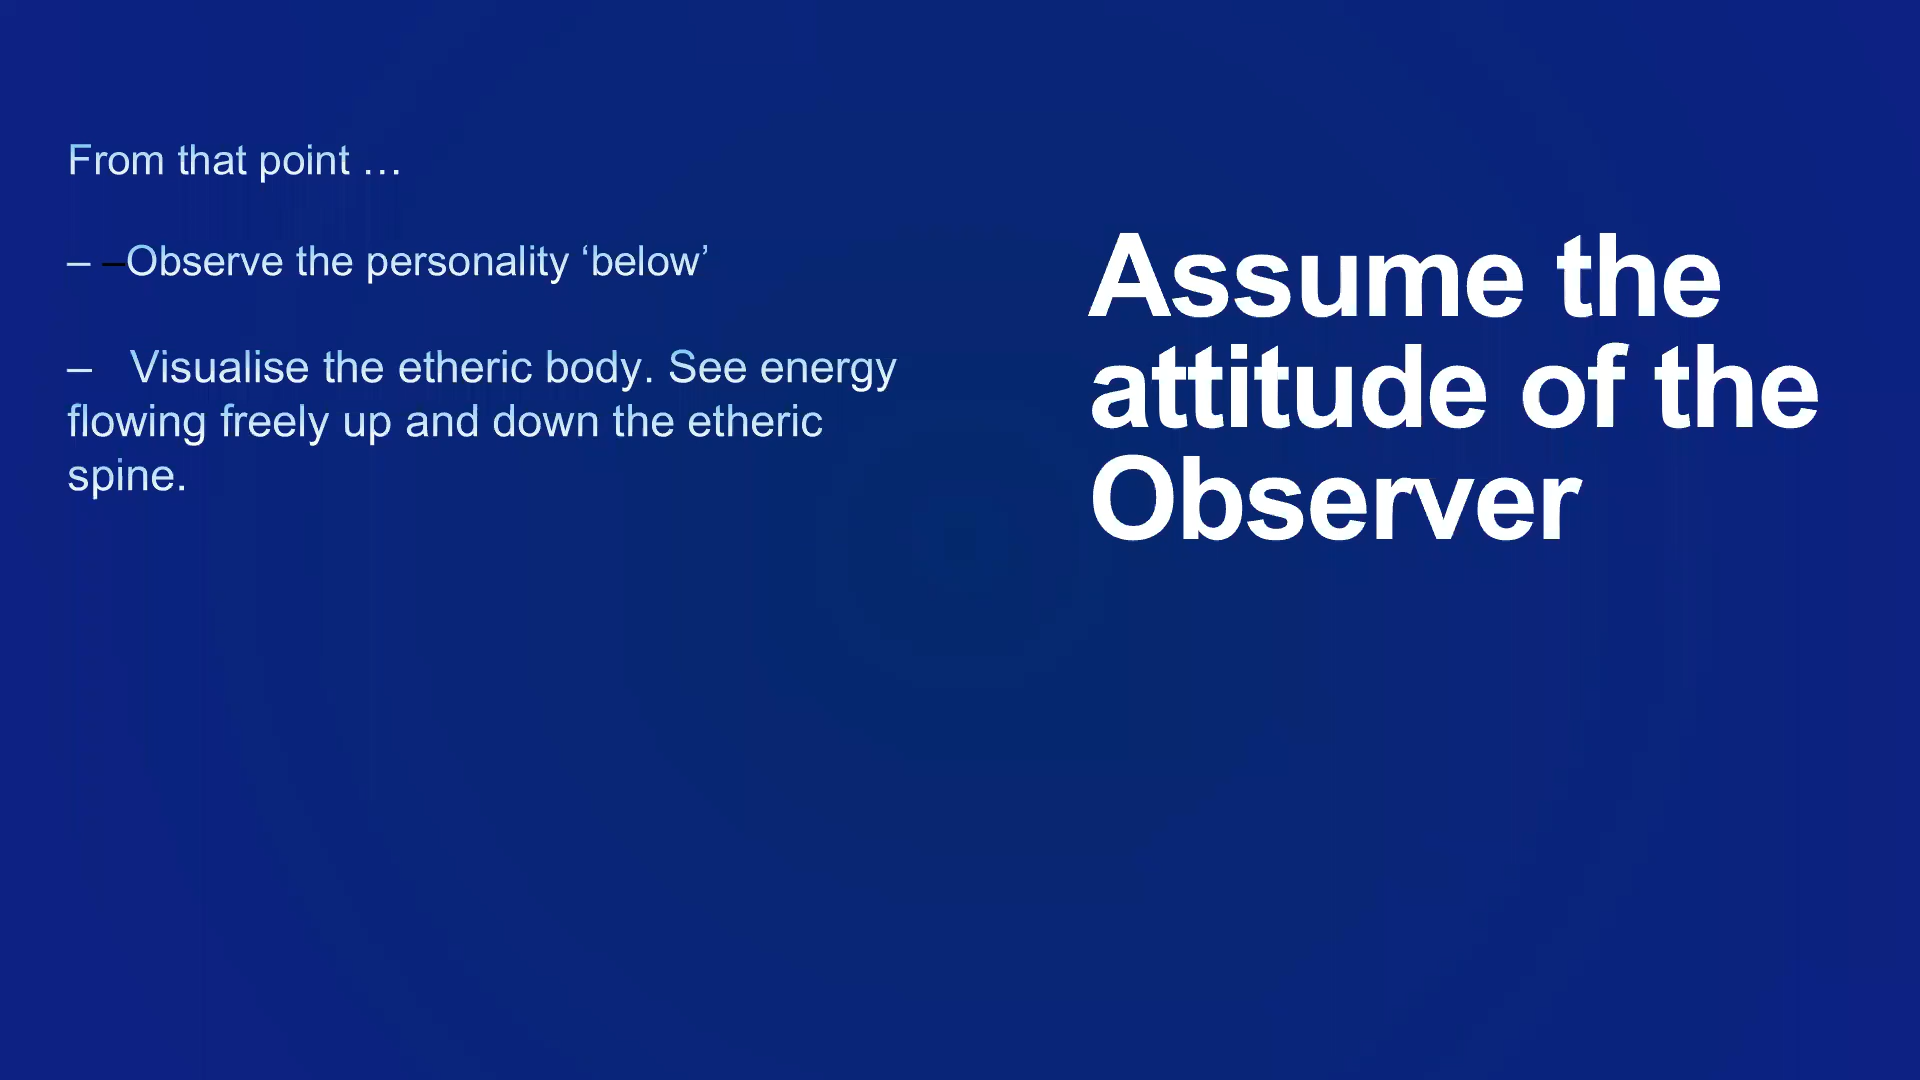 From that point …
– –Observe the personality ‘below’
– Visualise the etheric body. See energy
flowing freely up and down the etheric
spine.
Assume the
attitude of the
Observer